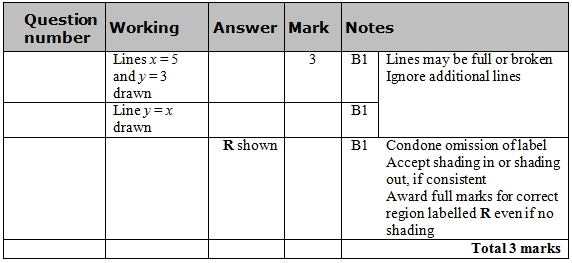 Question number Working Answer Mark Notes
Lines x = 5 and y = 3 drawn 3 B1 Lines may be full or broken
Ignore additional lines
Line y = x drawn B1
R shown B1 Condone omission of label
Accept shading in or shading out, if consistent
Award full marks for correct region labelled R even if no shading
Total 3 marks